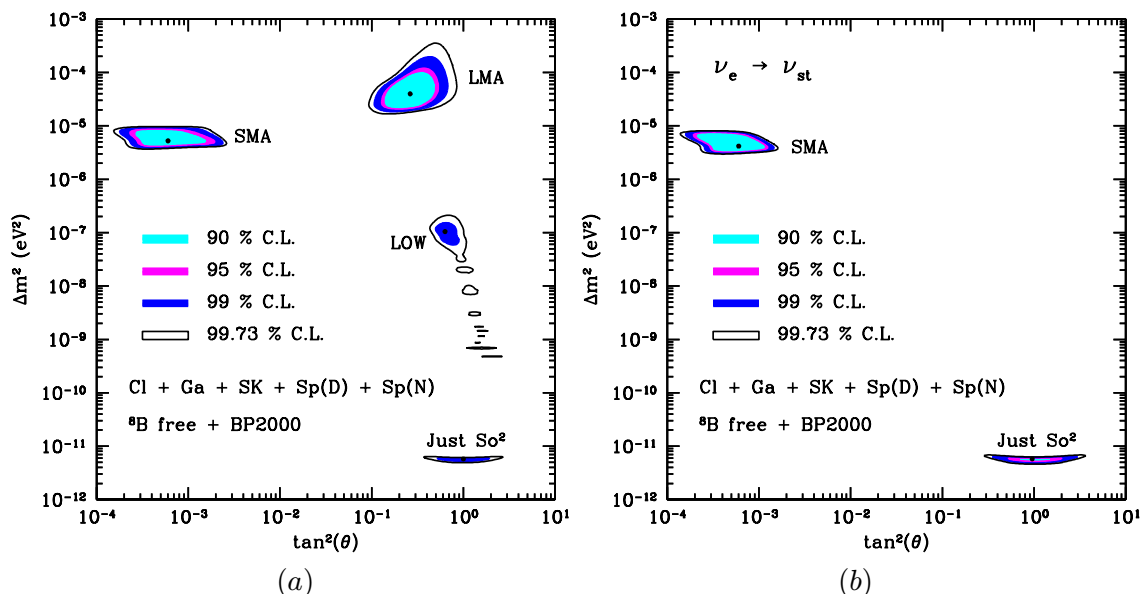 10⁻³
10⁻⁴
10⁻⁵
10⁻⁶
10⁻⁷
10⁻⁸
10⁻⁹
10⁻¹⁰
10⁻¹¹
10⁻¹²
Δm² (eV²)
LMA
SMA
LOW
90 % C.L.
95 % C.L.
99 % C.L.
99.73 % C.L.
Cl + Ga + SK + Sp(D) + Sp(N)
⁸B free + BP2000
Just So²
10⁻⁴ 10⁻³ 10⁻² 10⁻¹ 10⁰ 10¹
tan²(θ)
(a)
10⁻³
10⁻⁴
10⁻⁵
10⁻⁶
10⁻⁷
10⁻⁸
10⁻⁹
10⁻¹⁰
10⁻¹¹
10⁻¹²
Δm² (eV²)
ν_e → ν_st
SMA
90 % C.L.
95 % C.L.
99 % C.L.
99.73 % C.L.
Cl + Ga + SK + Sp(D) + Sp(N)
⁸B free + BP2000
Just So²
10⁻⁴ 10⁻³ 10⁻² 10⁻¹ 10⁰ 10¹
tan²(θ)
(b)